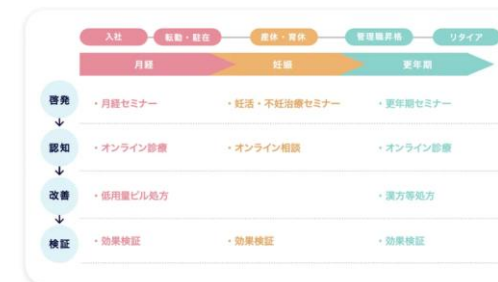 入社 転勤・駐在 産休・育休 管理職昇格 リタイア
月経 妊娠 更年期
啓発 ・月経セミナー ・妊活・不妊治療セミナー ・更年期セミナー
認知 ・オンライン診療 ・オンライン相談 ・オンライン診療
改善 ・低用量ピル処方 ・漢方等処方
検証 ・効果検証 ・効果検証 ・効果検証